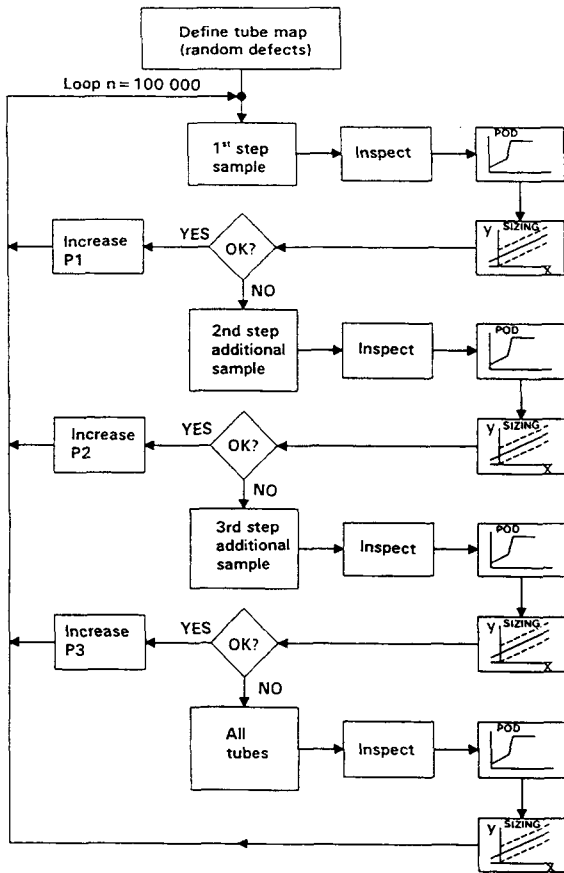 Define tube map
(random defects)
Loop n = 100 000
1st step
sample
Inspect
POD
y
SIZING
X
OK?
YES
Increase
P1
NO
2nd step
additional
sample
Inspect
POD
y
SIZING
X
OK?
YES
Increase
P2
NO
3rd step
additional
sample
Inspect
POD
y
SIZING
X
OK?
YES
Increase
P3
NO
All
tubes
Inspect
POD
y
SIZING
X